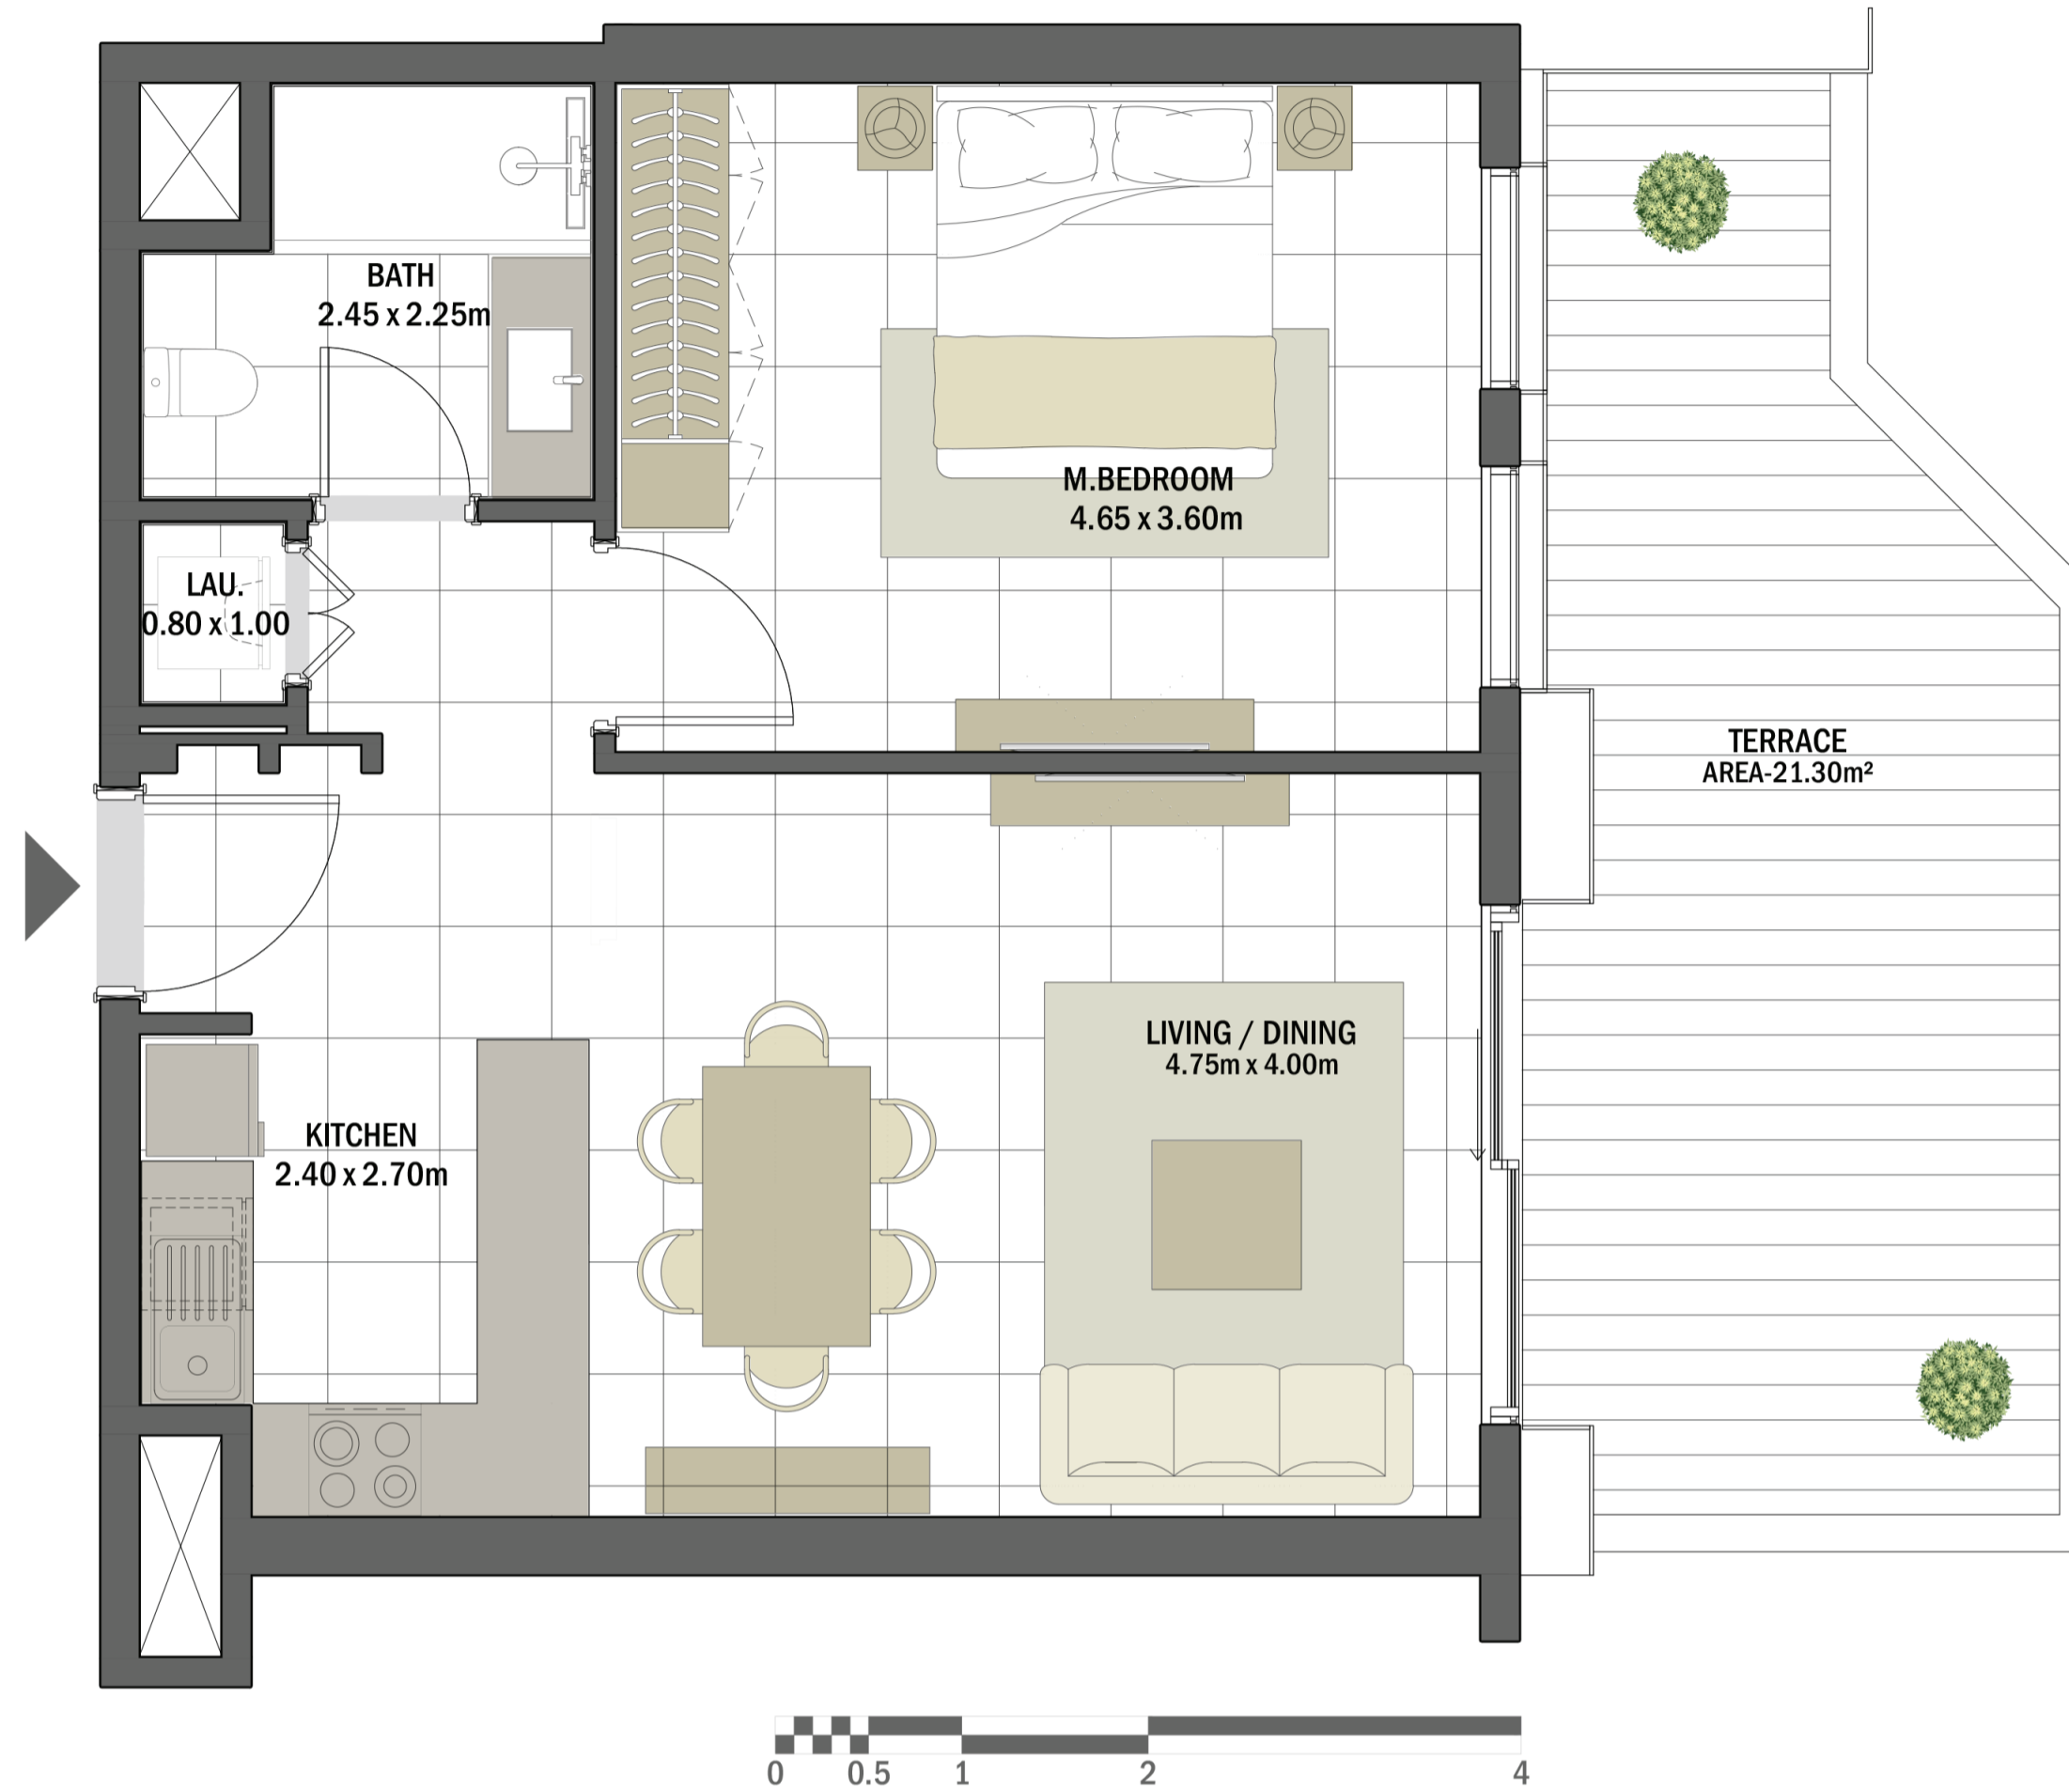 BATH
2.45 x 2.25m
M.BEDROOM
4.65 x 3.60m
LAU.
0.80 x 1.00
TERRACE
AREA-21.30m²
LIVING / DINING
4.75m x 4.00m
KITCHEN
2.40 x 2.70m
0 0.5 1 2 4